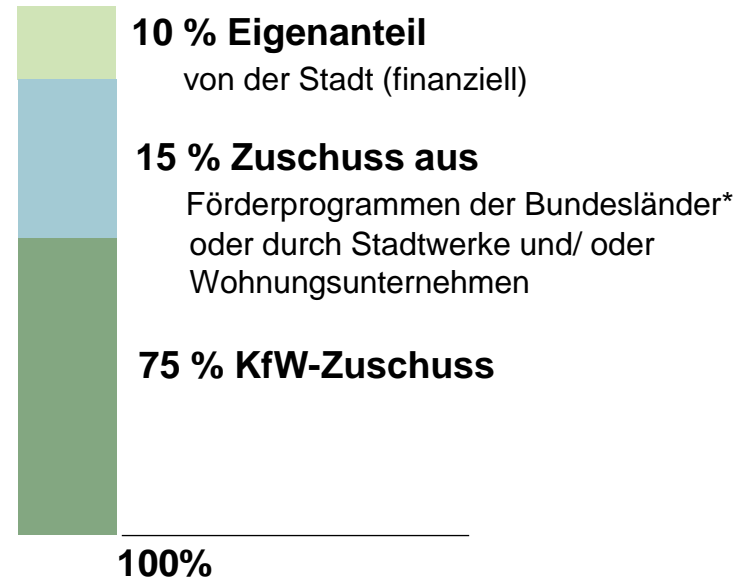 10 % Eigenanteil
von der Stadt (finanziell)
15 % Zuschuss aus
Förderprogrammen der Bundesländer*
oder durch Stadtwerke und/ oder
Wohnungsunternehmen
75 % KfW-Zuschuss
100%